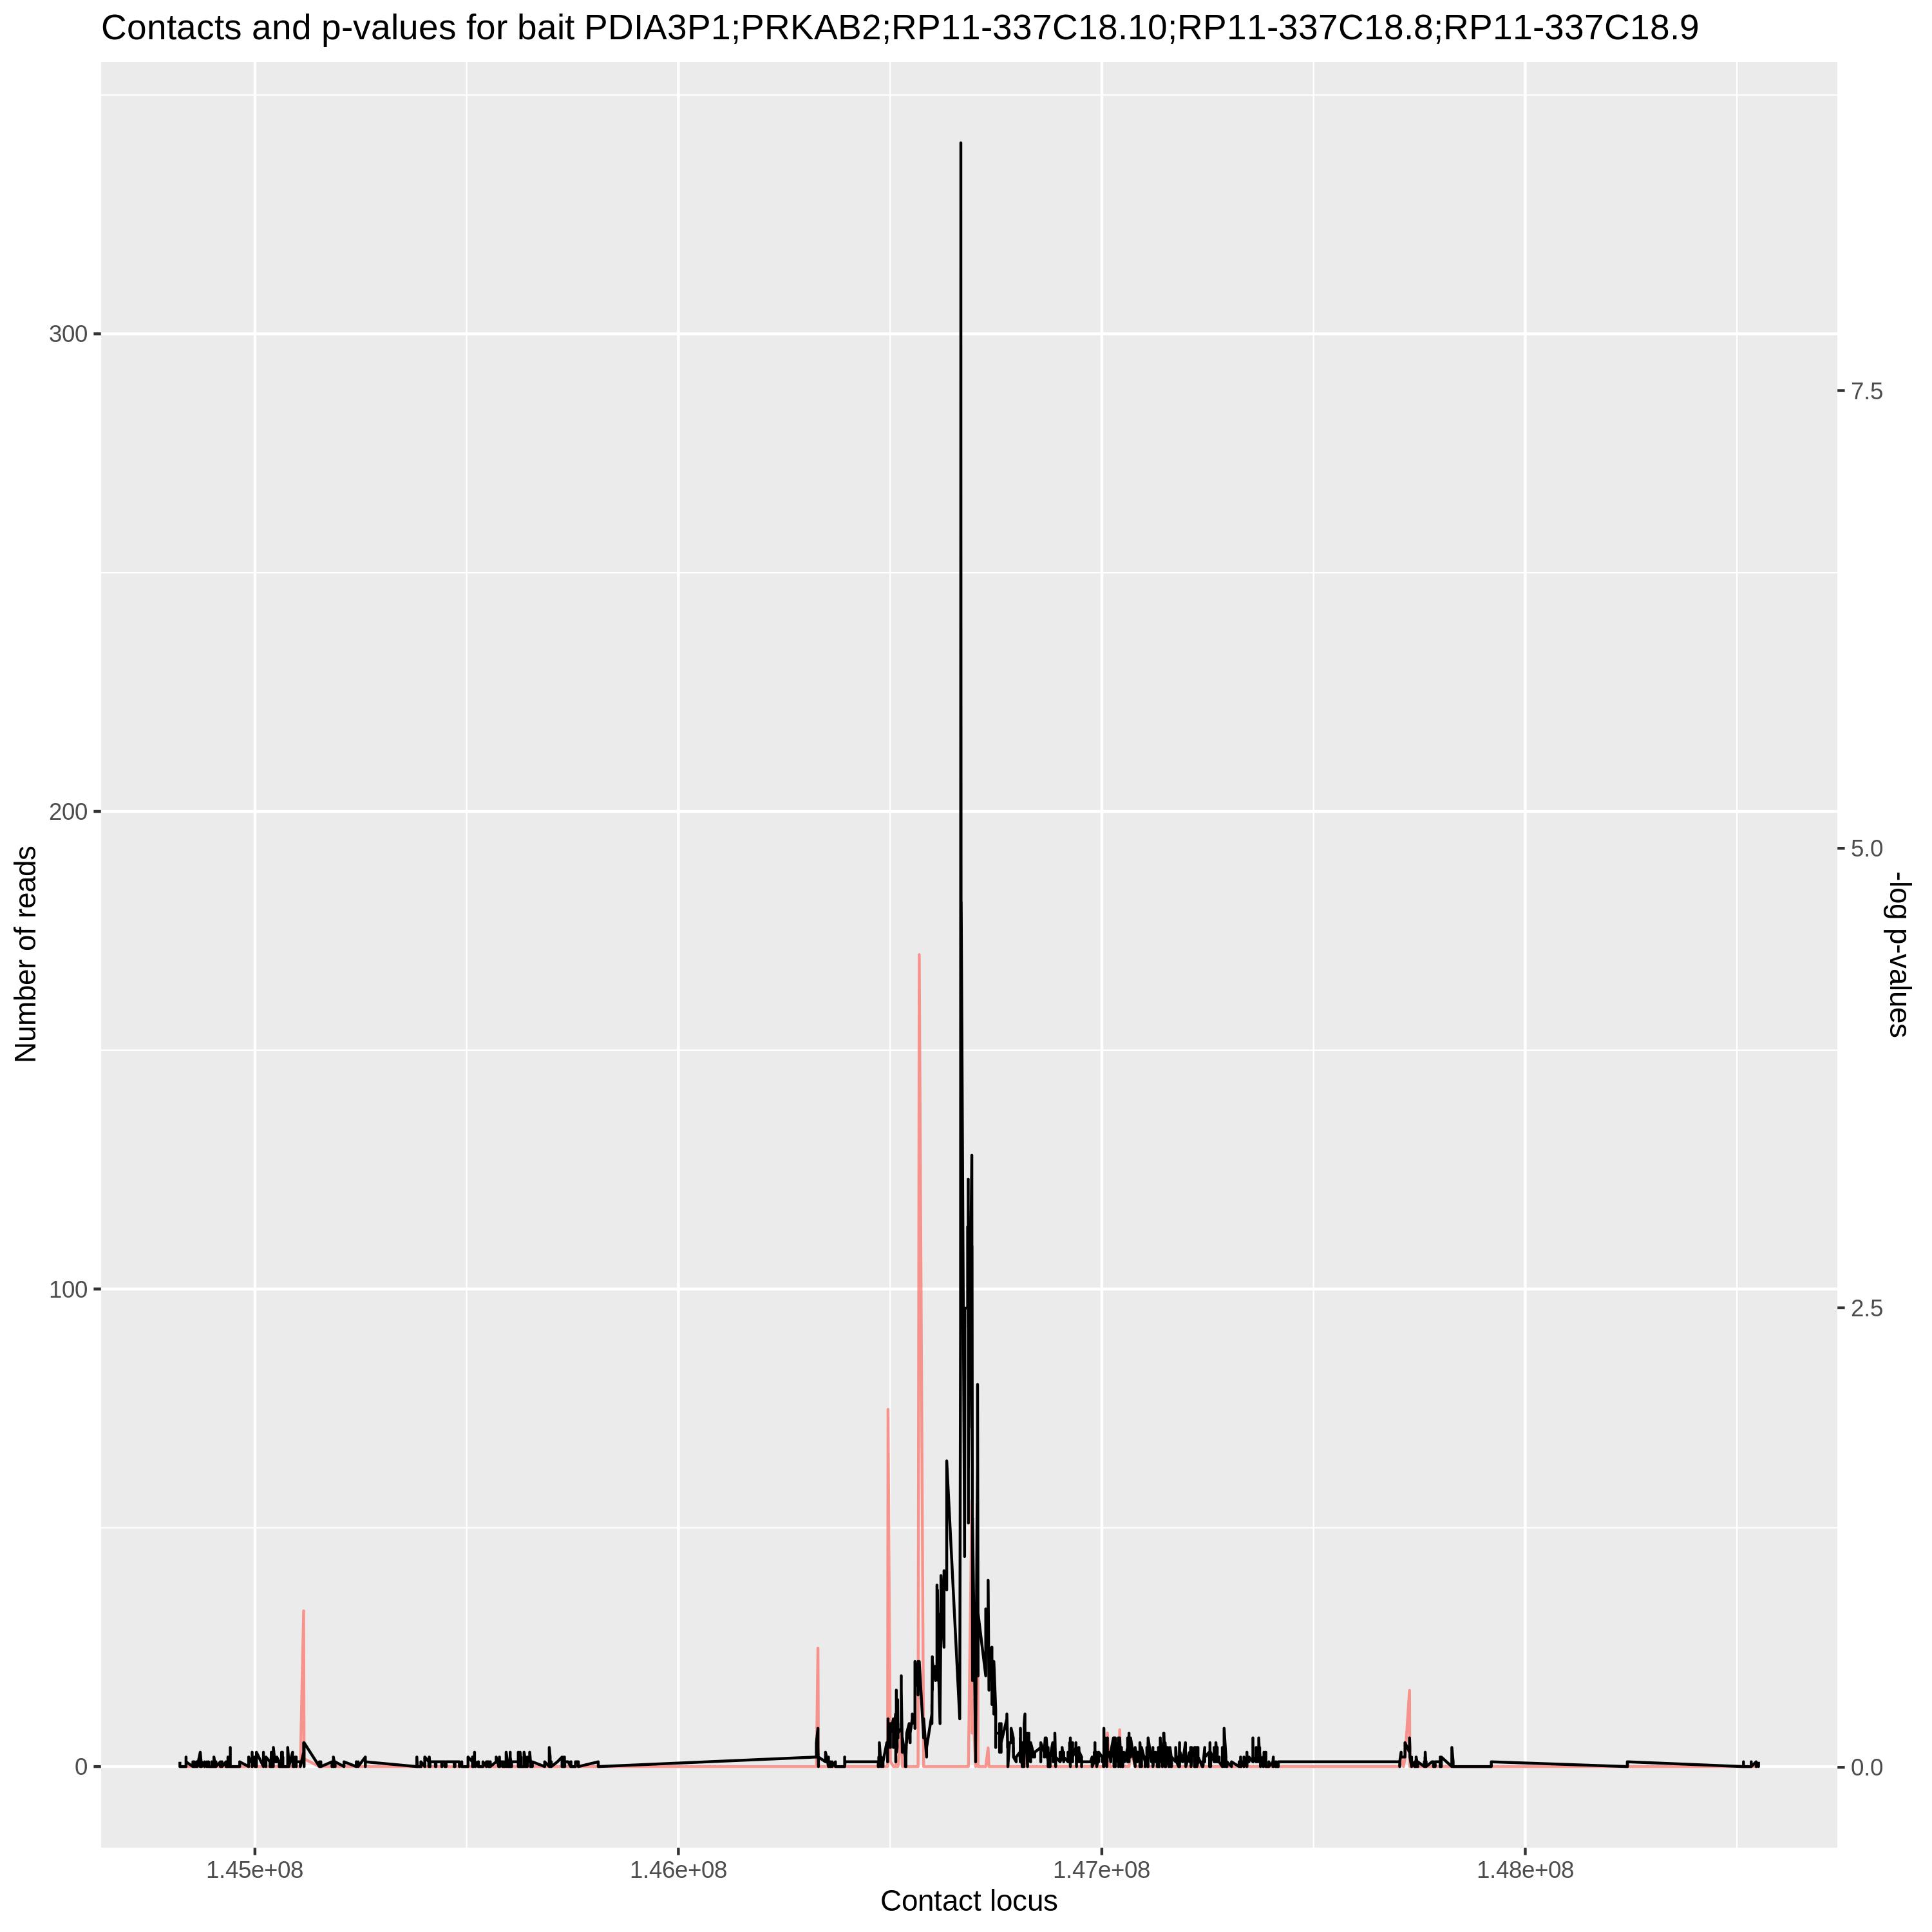 Contacts and p-values for bait PDIA3P1;PRKAB2;RP11-337C18.10;RP11-337C18.8;RP11-337C18.9
300
200
100
0
Number of reads
7.5
5.0
2.5
0.0
-log p-values
1.45e+08
1.46e+08
1.47e+08
1.48e+08
Contact locus